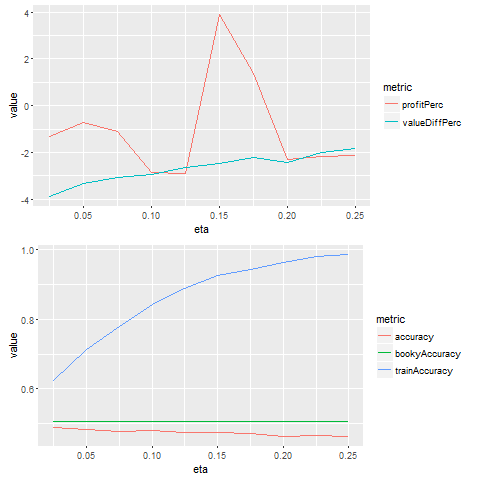 4
2
0
-2
-4
value
0.05 0.10 0.15 0.20 0.25
eta
metric
profitPerc
valueDiffPerc
1.0
0.8
0.6
value
0.05 0.10 0.15 0.20 0.25
eta
metric
accuracy
bookyAccuracy
trainAccuracy